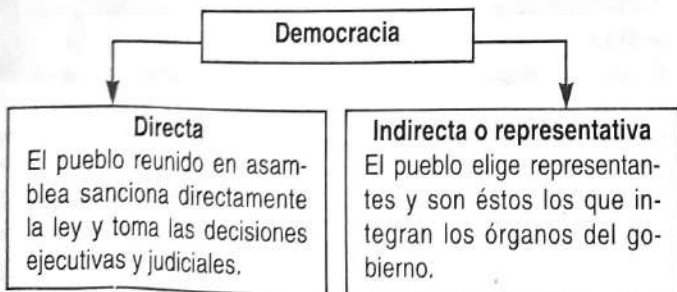 Democracia
Directa
El pueblo reunido en asam-
blea sanciona directamente
la ley y toma las decisiones
ejecutivas y judiciales.
Indirecta o representativa
El pueblo elige representan-
tes y son éstos los que in-
tegran los órganos del go-
bierno.